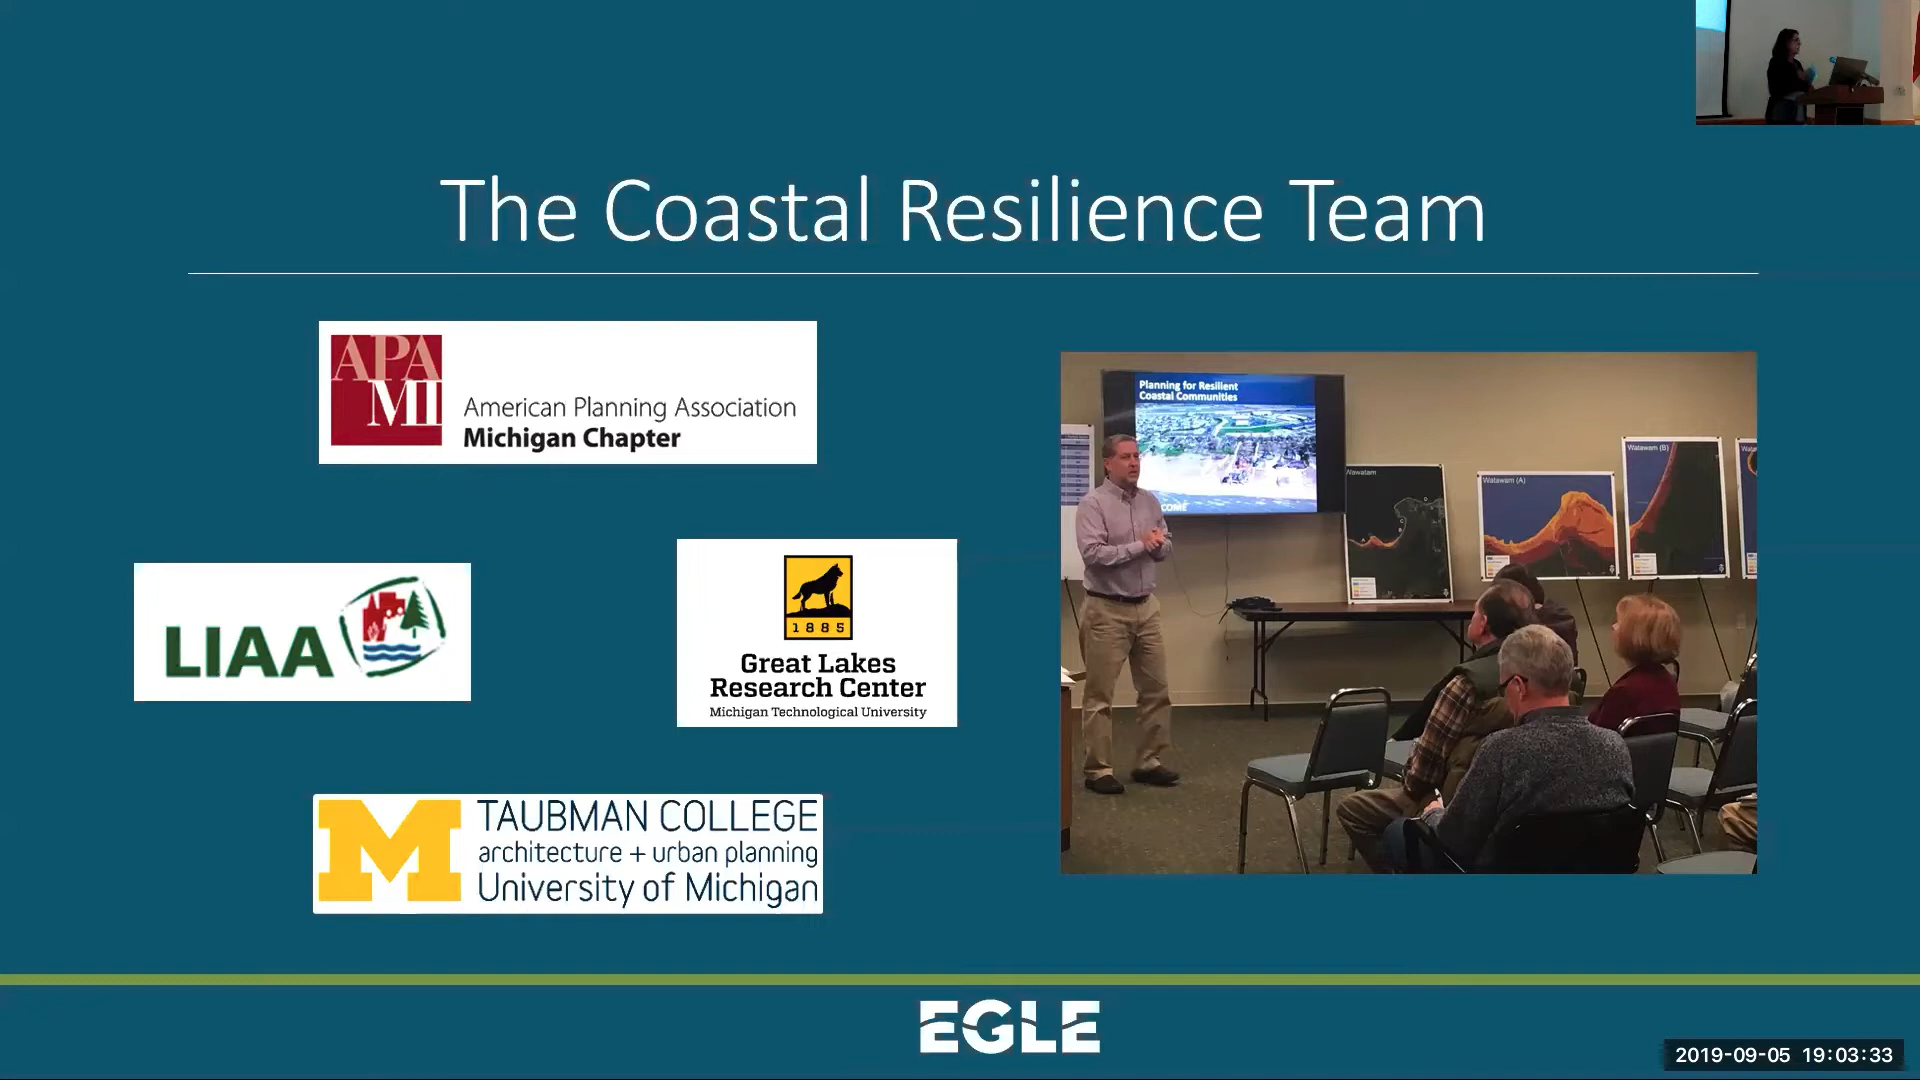 The Coastal Resilience Team
APA
MI
American Planning Association
Michigan Chapter
LIAA
1885
Great Lakes
Research Center
Michigan Technological University
TAUBMAN COLLEGE
architecture + urban planning
University of Michigan
Planning for Resilient
Coastal Communities
COME
Wawatam
Watawam (A)
Watawam (B)
EGLE
2019-09-05 19:03:33